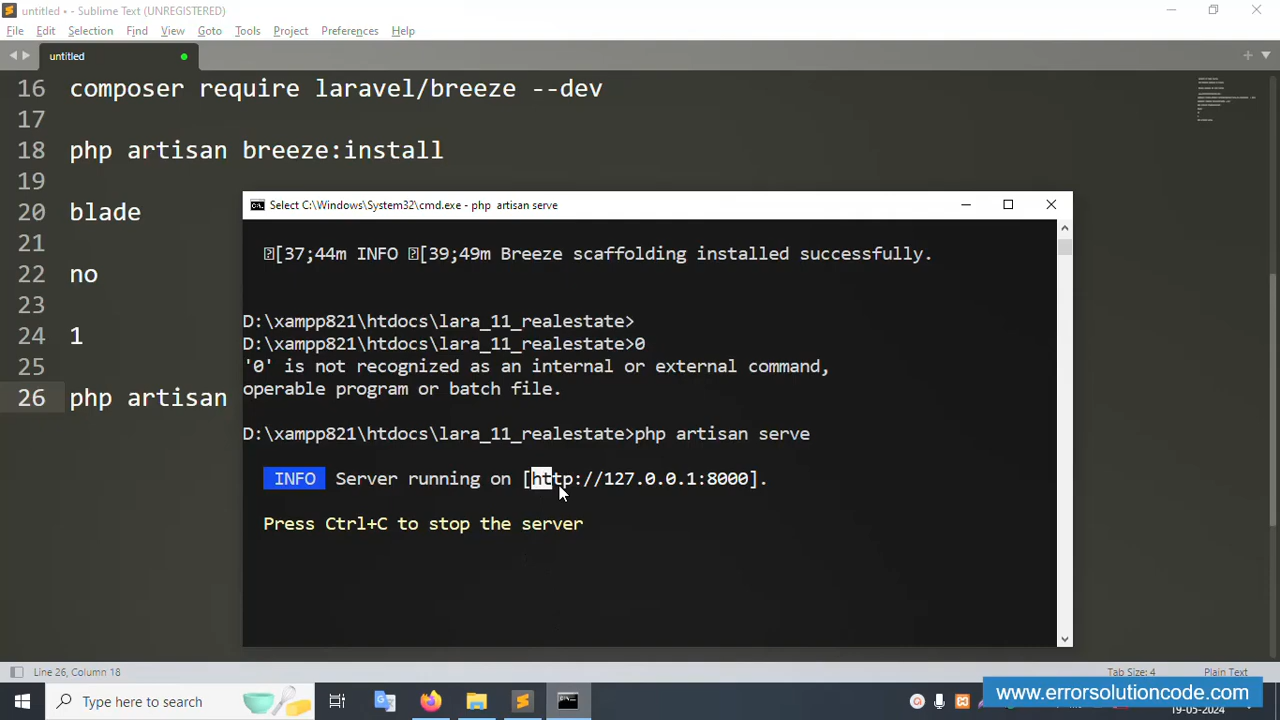 untitled • - Sublime Text (UNREGISTERED)
File Edit Selection Find View Goto Tools Project Preferences Help
untitled
16 composer require laravel/breeze --dev
17
18 php artisan breeze:install
19
20 blade
21
22 no
23
24 1
25
26 php artisan
Select C:\Windows\System32\cmd.exe - php artisan serve
[37;44m INFO [39;49m Breeze scaffolding installed successfully.
D:\xampp821\htdocs\lara_11_realestate>
D:\xampp821\htdocs\lara_11_realestate>0
'0' is not recognized as an internal or external command,
operable program or batch file.
D:\xampp821\htdocs\lara_11_realestate>php artisan serve
INFO Server running on [http://127.0.0.1:8000].
Press Ctrl+C to stop the server
Line 26, Column 18
Tab Size: 4 Plain Text
Type here to search
www.errorsolutioncode.com
19-05-2024